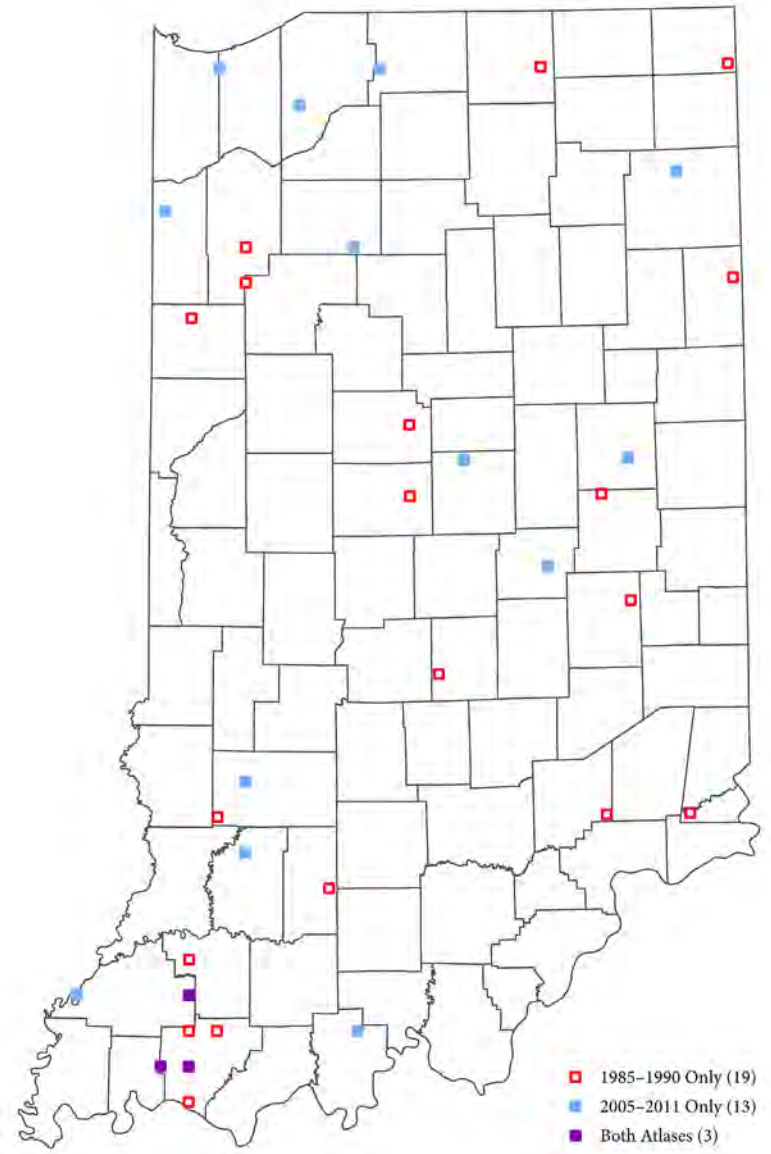 1985–1990 Only (19)
2005–2011 Only (13)
Both Atlases (3)